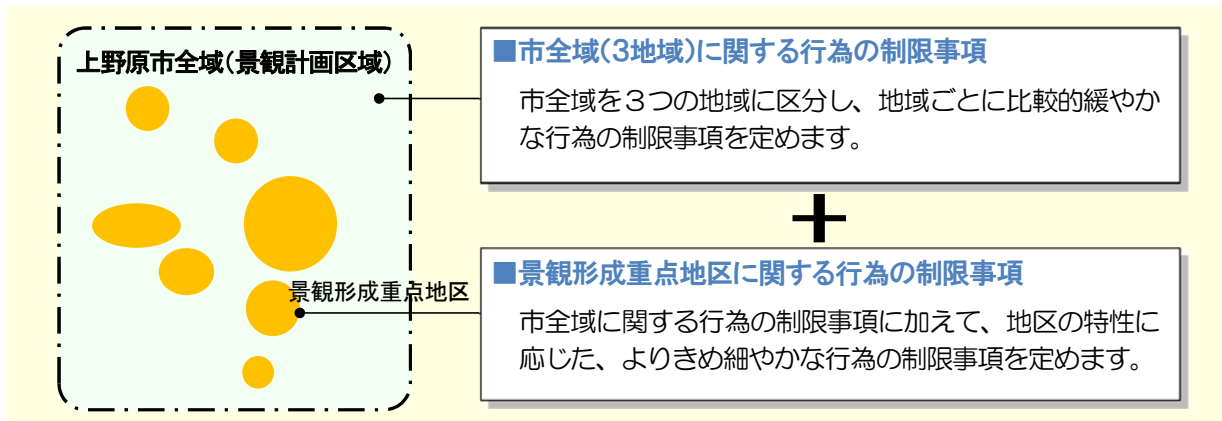 上野原市全域(景観計画区域)
■市全域(3地域)に関する行為の制限事項
市全域を３つの地域に区分し、地域ごとに比較的緩やか
な行為の制限事項を定めます。
+
景観形成重点地区
■景観形成重点地区に関する行為の制限事項
市全域に関する行為の制限事項に加えて、地区の特性に
応じた、よりきめ細やかな行為の制限事項を定めます。